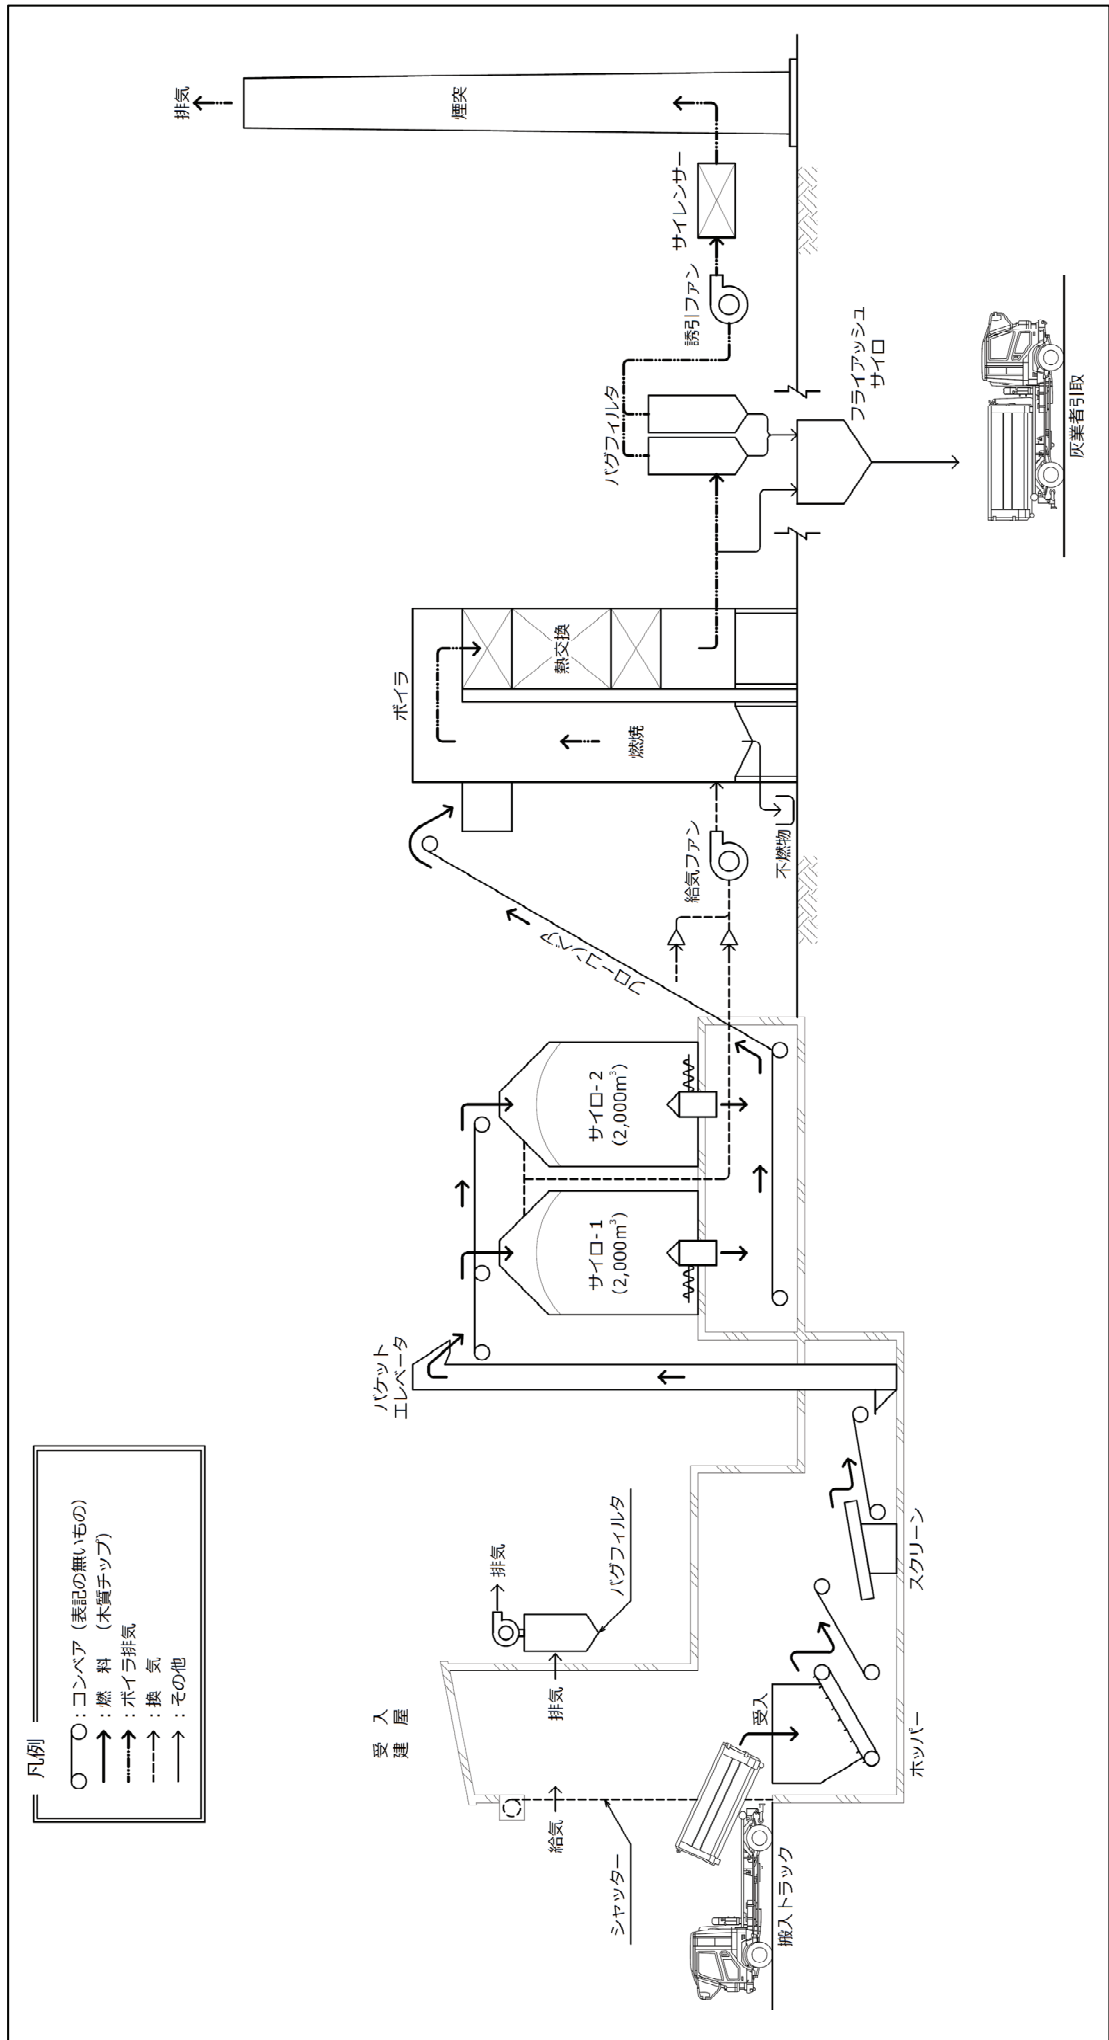 凡例
：コンベア（表記の無いもの）
：燃　料　（木質チップ）
：ボイラ排気
：換　気
：その他
受　入
建　屋
給気
シャッター
搬入トラック
受入
ホッパー
排気
排気
バグフィルタ
スクリーン
バケット
エレベータ
サイロ-1
(2,000m³)
サイロ-2
(2,000m³)
フローコンベア
給気ファン
不燃物
ボイラ
燃焼
熱交換
バグフィルタ
フライアッシュ
サイロ
灰業者引取
誘引ファン
サイレンサー
煙突
排気